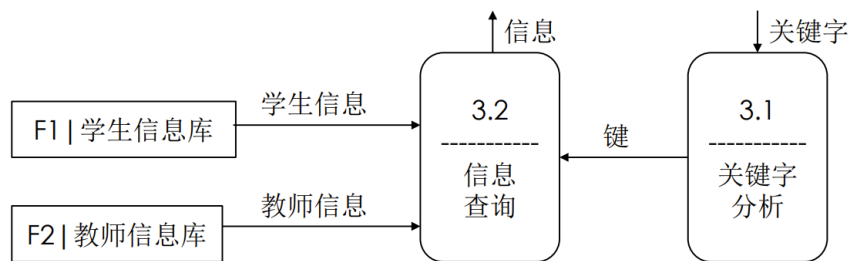 信息
关键字
学生信息
F1 | 学生信息库
3.2
-----------
信息
查询
键
3.1
-----------
关键字
分析
教师信息
F2 | 教师信息库